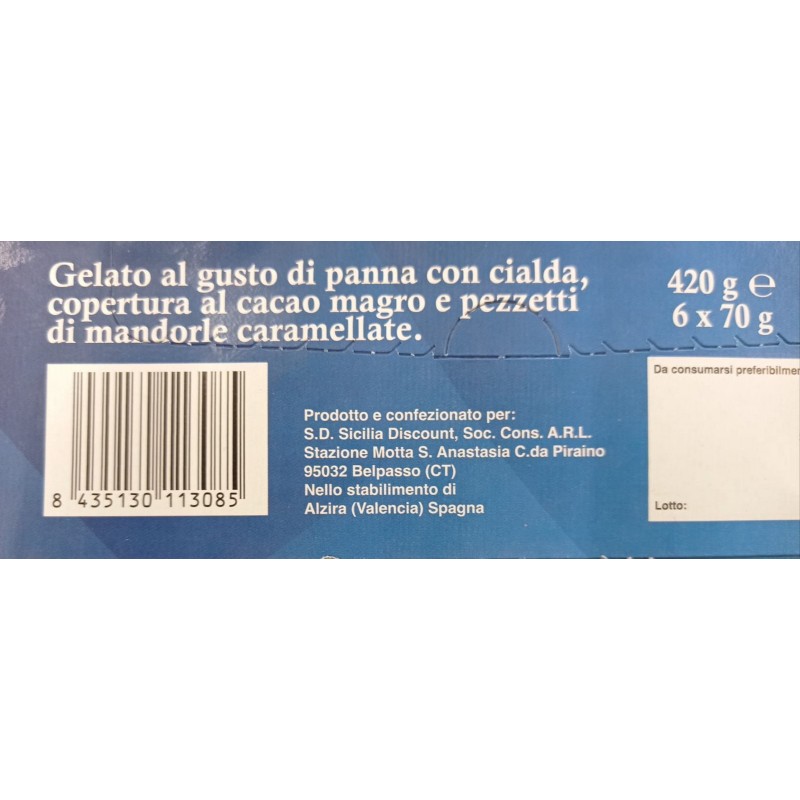 Gelato al gusto di panna con cialda,
copertura al cacao magro e pezzetti
di mandorle caramellate.
420 g ℮
6 x 70 g
8 435130 113085
Prodotto e confezionato per:
S.D. Sicilia Discount, Soc. Cons. A.R.L.
Stazione Motta S. Anastasia C.da Piraino
95032 Belpasso (CT)
Nello stabilimento di
Alzira (Valencia) Spagna
Da consumarsi
Lotto: